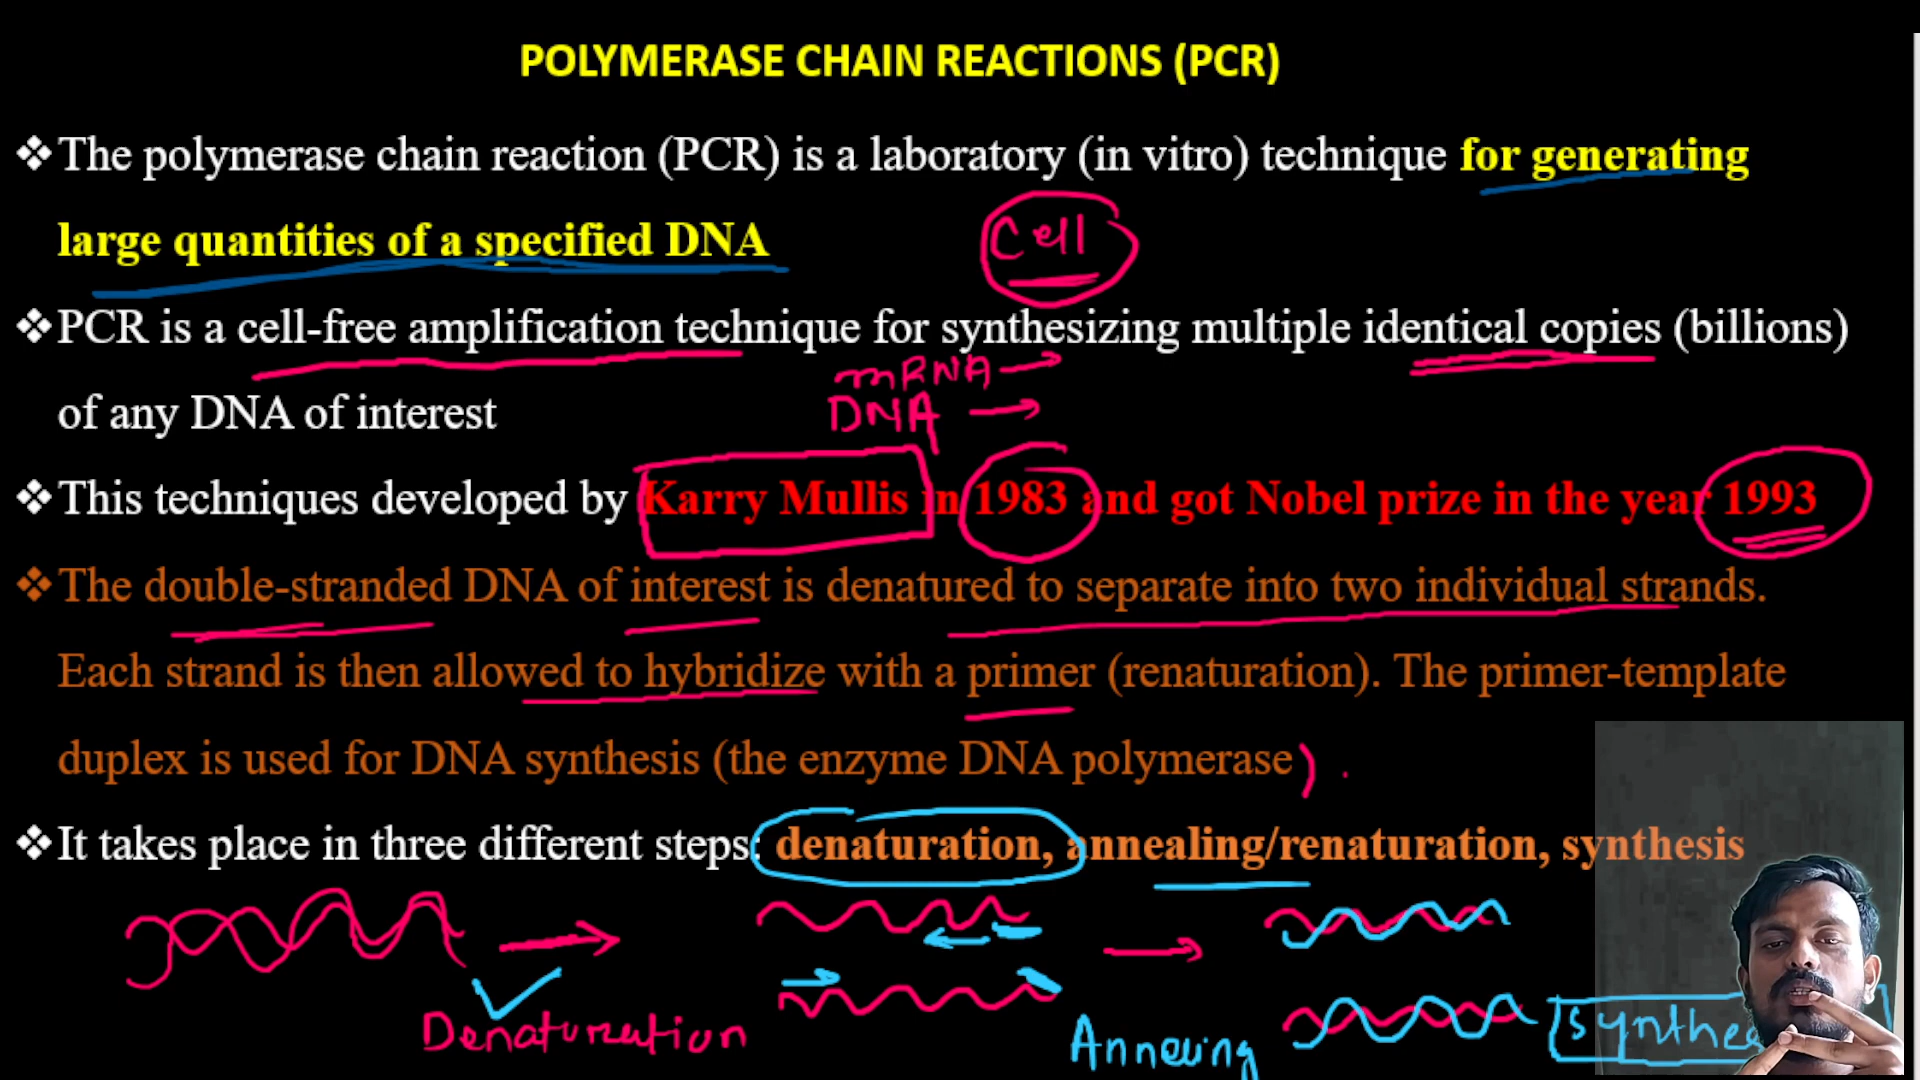 POLYMERASE CHAIN REACTIONS (PCR)
❖The polymerase chain reaction (PCR) is a laboratory (in vitro) technique for generating
large quantities of a specified DNA
Cell
❖PCR is a cell-free amplification technique for synthesizing multiple identical copies (billions)
mRNA →
of any DNA of interest
DNA →
❖This techniques developed by Karry Mullis in 1983 and got Nobel prize in the year 1993
❖The double-stranded DNA of interest is denatured to separate into two individual strands.
Each strand is then allowed to hybridize with a primer (renaturation). The primer-template
duplex is used for DNA synthesis (the enzyme DNA polymerase) .
❖It takes place in three different steps: denaturation, annealing/renaturation, synthesis
Denaturation